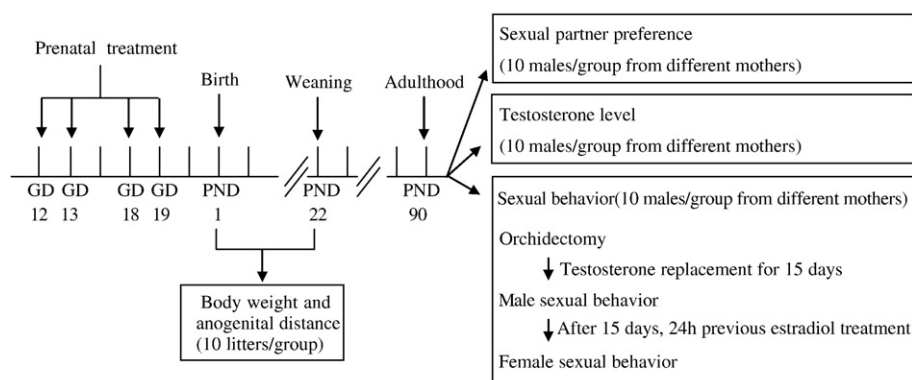 Prenatal treatment
Birth
Weaning
Adulthood
GD GD GD GD PND PND PND
12 13 18 19 1 22 90
Body weight and
anogenital distance
(10 litters/group)
Sexual partner preference
(10 males/group from different mothers)
Testosterone level
(10 males/group from different mothers)
Sexual behavior(10 males/group from different mothers)
Orchidectomy
Testosterone replacement for 15 days
Male sexual behavior
After 15 days, 24h previous estradiol treatment
Female sexual behavior